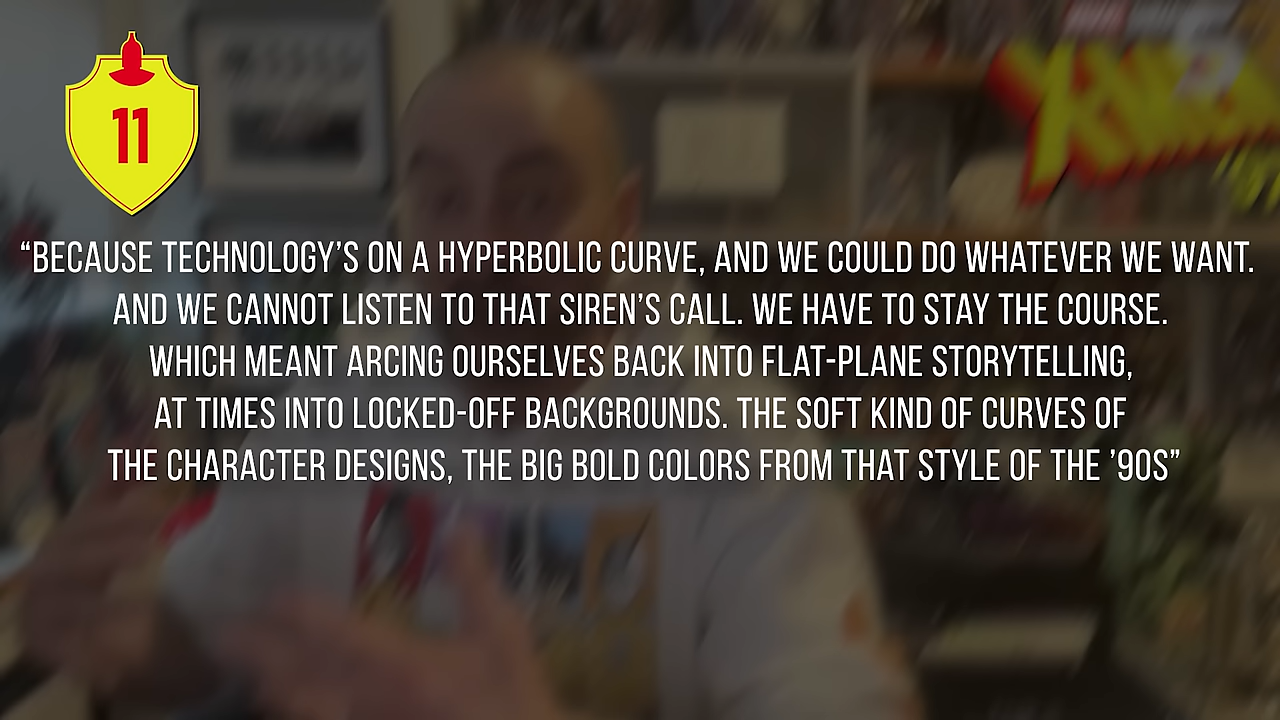 11
“BECAUSE TECHNOLOGY’S ON A HYPERBOLIC CURVE, AND WE COULD DO WHATEVER WE WANT.
AND WE CANNOT LISTEN TO THAT SIREN’S CALL. WE HAVE TO STAY THE COURSE.
WHICH MEANT ARCING OURSELVES BACK INTO FLAT-PLANE STORYTELLING,
AT TIMES INTO LOCKED-OFF BACKGROUNDS. THE SOFT KIND OF CURVES OF
THE CHARACTER DESIGNS, THE BIG BOLD COLORS FROM THAT STYLE OF THE ’90S”